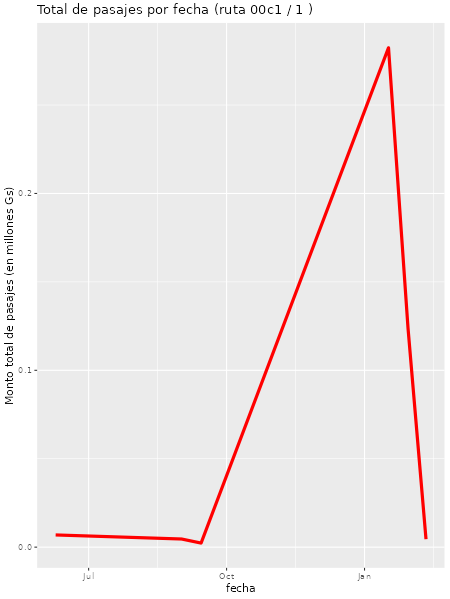 Total de pasajes por fecha (ruta 00c1 / 1 )
Monto total de pasajes (en millones Gs)
0.2
0.1
0.0
Jul
Oct
Jan
fecha